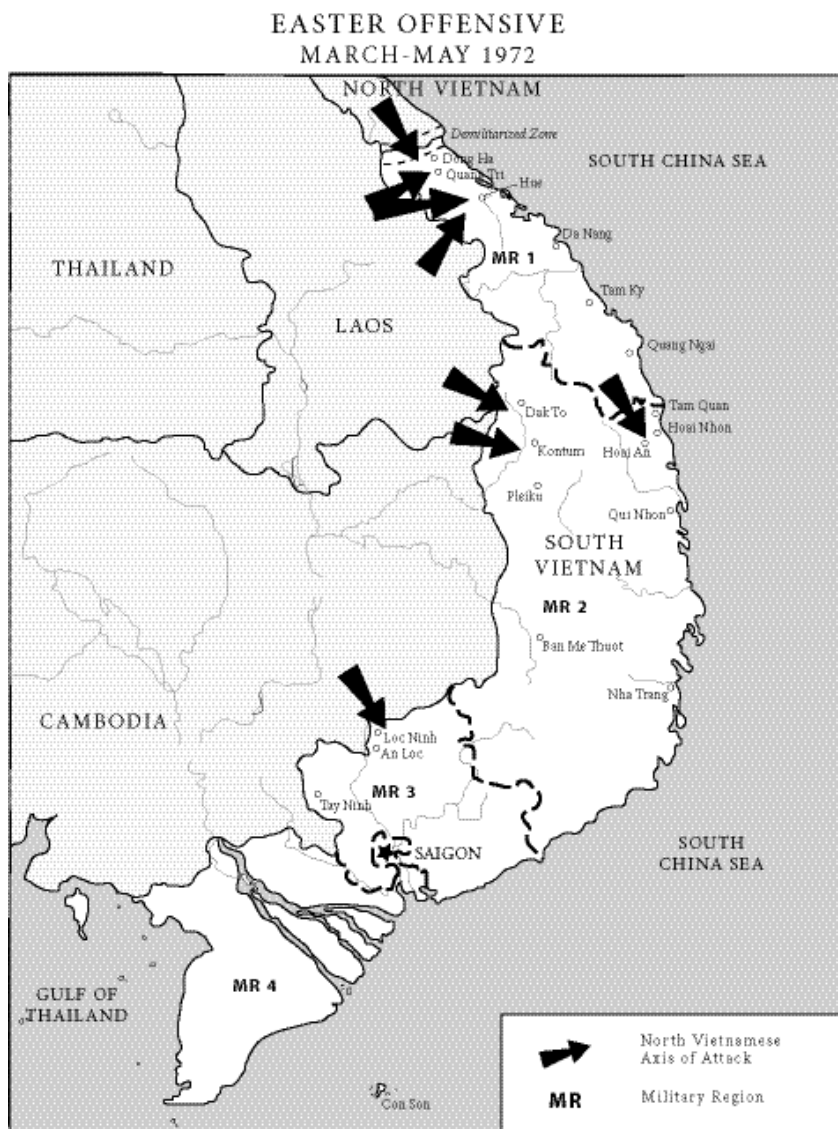 EASTER OFFENSIVE
MARCH-MAY 1972
NORTH VIETNAM
Demilitarized Zone
Dong Ha
Quang Tri
Hue
SOUTH CHINA SEA
Da Nang
MR 1
THAILAND
LAOS
Tam Ky
Quang Ngai
Dak To
Tam Quan
Hoai Nhon
Kontum
Hoai An
Pleiku
Qui Nhon
SOUTH
VIETNAM
MR 2
Ban Me Thuot
Nha Trang
CAMBODIA
Loc Ninh
An Loc
MR 3
Tay Ninh
SAIGON
SOUTH
CHINA SEA
MR 4
GULF OF
THAILAND
Con Son
North Vietnamese
Axis of Attack
MR
Military Region